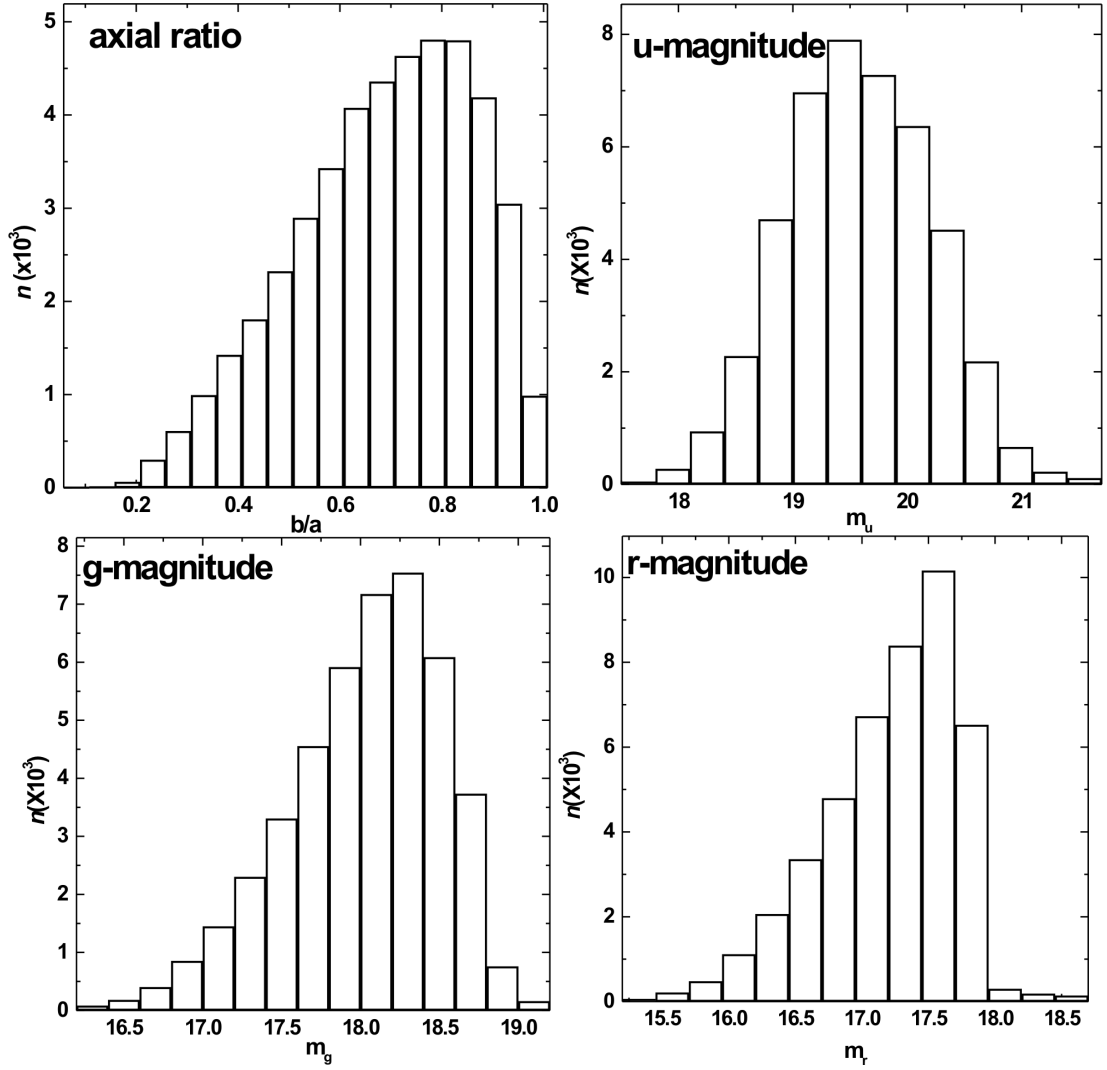 axial ratio
n (x10³)
5
4
3
2
1
0
0.2 0.4 0.6 0.8 1.0
b/a
u-magnitude
n(X10³)
8
6
4
2
0
18 19 20 21
m_u
g-magnitude
n(X10³)
8
7
6
5
4
3
2
1
0
16.5 17.0 17.5 18.0 18.5 19.0
m_g
r-magnitude
n(X10³)
10
8
6
4
2
0
15.5 16.0 16.5 17.0 17.5 18.0 18.5
m_r